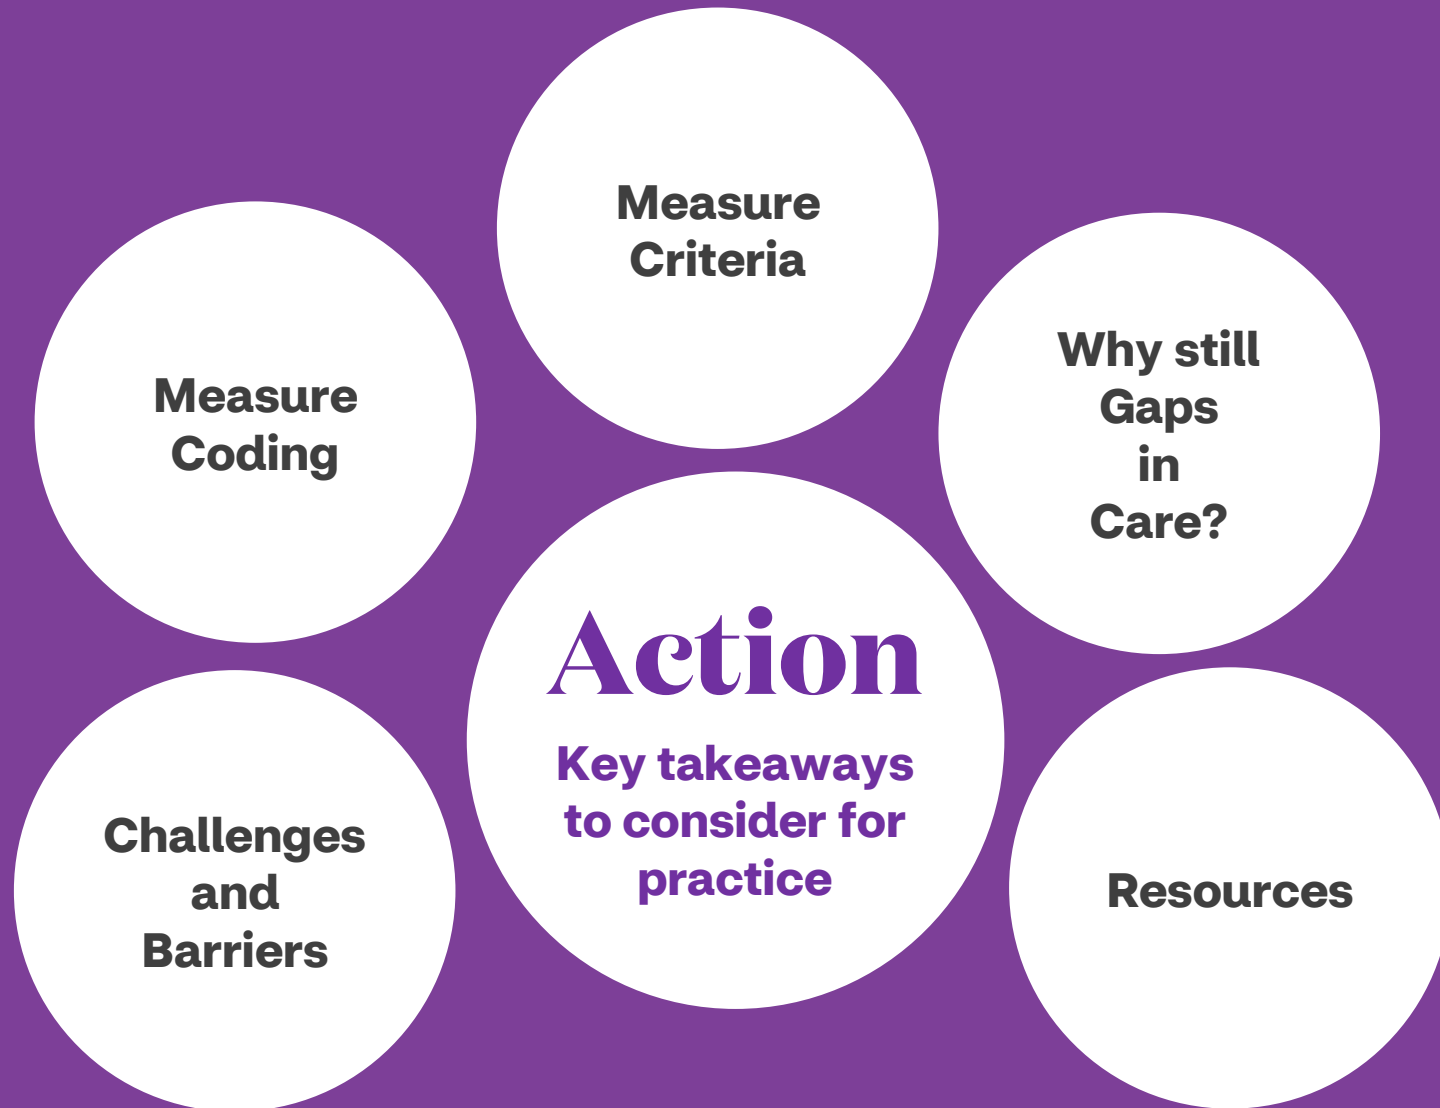 Measure
Criteria
Measure
Coding
Why still
Gaps
in
Care?
Action
Key takeaways
to consider for
practice
Challenges
and
Barriers
Resources